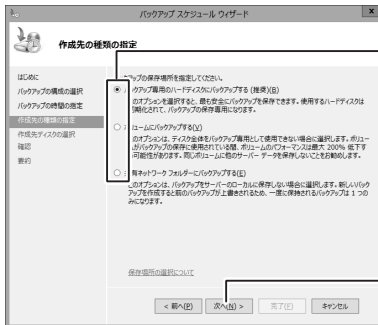 バックアップ スケジュール ウィザード
作成先の種類の指定
はじめに
バックアップの構成の選択
バックアップの時間の指定
作成先の種類の指定
作成先ディスクの選択
確認
要約
アップの保存場所を指定してください。
バックアップ専用のハードディスクにバックアップする (推奨)(B)
のオプションを選択すると、最も安全にバックアップを保存できます。使用するハードディスクは
期化されて、バックアップの保存専用になります。
リュームにバックアップする(V)
のオプションは、ディスク全体をバックアップ専用として使用できない場合に選択します。ボリュー
がバックアップの保存に使用されている間、ボリュームのパフォーマンスは最大 200% 低下す
可能性があります。同じボリュームに他のサーバー データを保存しないことをお勧めします。
有ネットワーク フォルダーにバックアップする(E)
このオプションは、バックアップをサーバーのローカルに保存しない場合に選択します。新しいバック
アップを作成すると前のバックアップが上書きされるため、一度に保持されるバックアップは 1 つの
みになります。
保存場所の選択について
< 前へ(P)
次へ(N) >
完了(F)
キャンセル